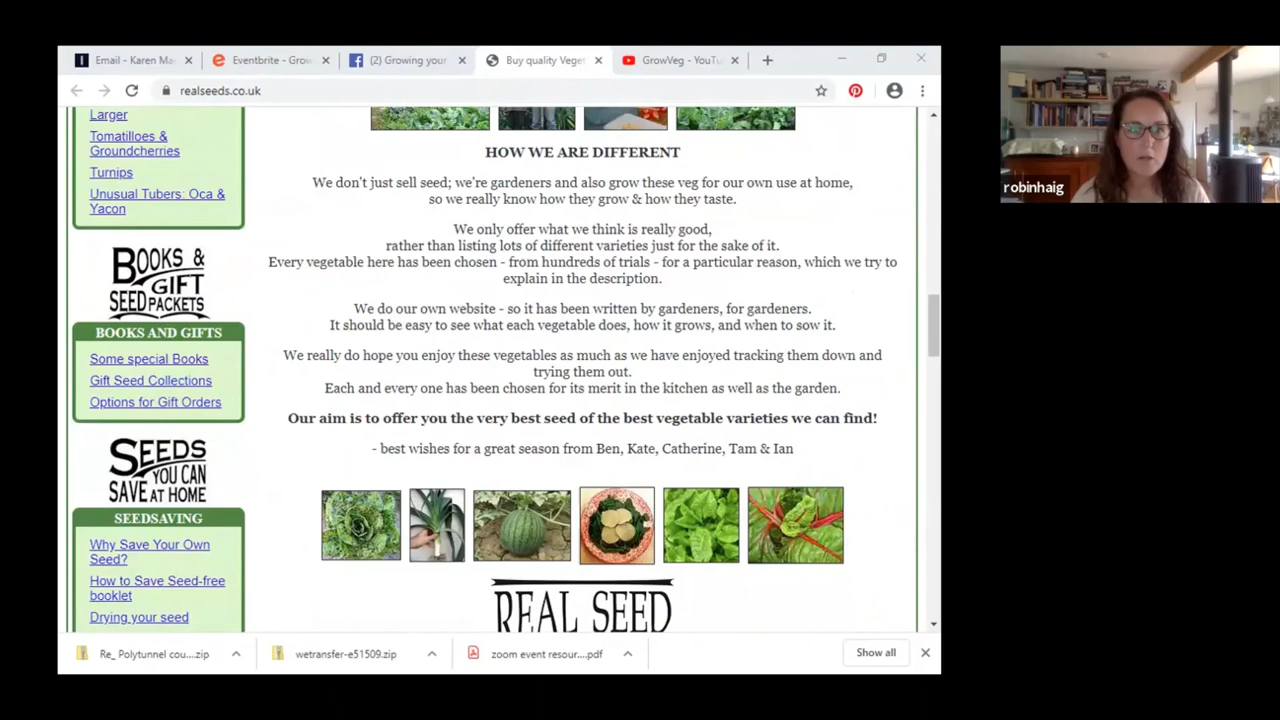 Email - Karen Ma
Eventbrite - Grow
(2) Growing your
Buy quality Veget
GrowVeg - YouTu
realseeds.co.uk
robinhaig
Larger
Tomatilloes &
Groundcherries
Turnips
Unusual Tubers: Oca &
Yacon
BOOKS &
GIFT
SEED PACKETS
BOOKS AND GIFTS
Some special Books
Gift Seed Collections
Options for Gift Orders
SEEDS
YOU CAN
SAVE AT HOME
SEEDSAVING
Why Save Your Own
Seed?
How to Save Seed-free
booklet
Drying your seed
HOW WE ARE DIFFERENT
We don't just sell seed; we're gardeners and also grow these veg for our own use at home,
so we really know how they grow & how they taste.
We only offer what we think is really good,
rather than listing lots of different varieties just for the sake of it.
Every vegetable here has been chosen - from hundreds of trials - for a particular reason, which we try to
explain in the description.
We do our own website - so it has been written by gardeners, for gardeners.
It should be easy to see what each vegetable does, how it grows, and when to sow it.
We really do hope you enjoy these vegetables as much as we have enjoyed tracking them down and
trying them out.
Each and every one has been chosen for its merit in the kitchen as well as the garden.
Our aim is to offer you the very best seed of the best vegetable varieties we can find!
- best wishes for a great season from Ben, Kate, Catherine, Tam & Ian
REAL SEED
Re_ Polytunnel cou....zip
wetransfer-e51509.zip
zoom event resour....pdf
Show all